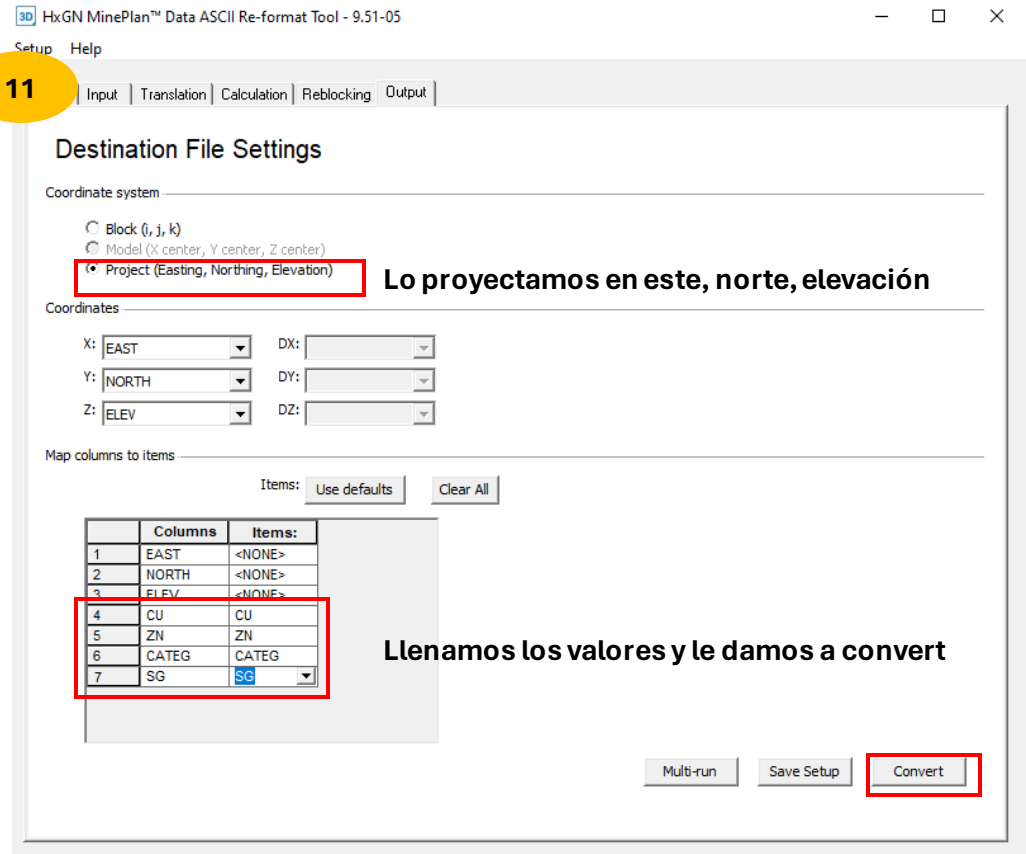 3D HxGN MinePlan™ Data ASCII Re-format Tool - 9.51-05
Setup Help
11
Input Translation Calculation Reblocking Output
Destination File Settings
Coordinate system
Block (i, j, k)
Model (X center, Y center, Z center)
Project (Easting, Northing, Elevation)
Lo proyectamos en este, norte, elevación
Coordinates
X: EAST DX:
Y: NORTH DY:
Z: ELEV DZ:
Map columns to items
Items: Use defaults Clear All
Columns Items:
1 EAST <NONE>
2 NORTH <NONE>
3 ELEV <NONE>
4 CU CU
5 ZN ZN
6 CATEG CATEG
7 SG SG
Llenamos los valores y le damos a convert
Multi-run Save Setup Convert